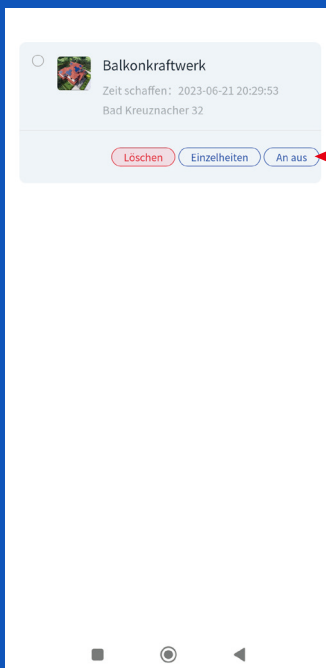 Balkonkraftwerk
Zeit schaffen: 2023-06-21 20:29:53
Bad Kreuznacher 32
Löschen
Einzelheiten
An aus